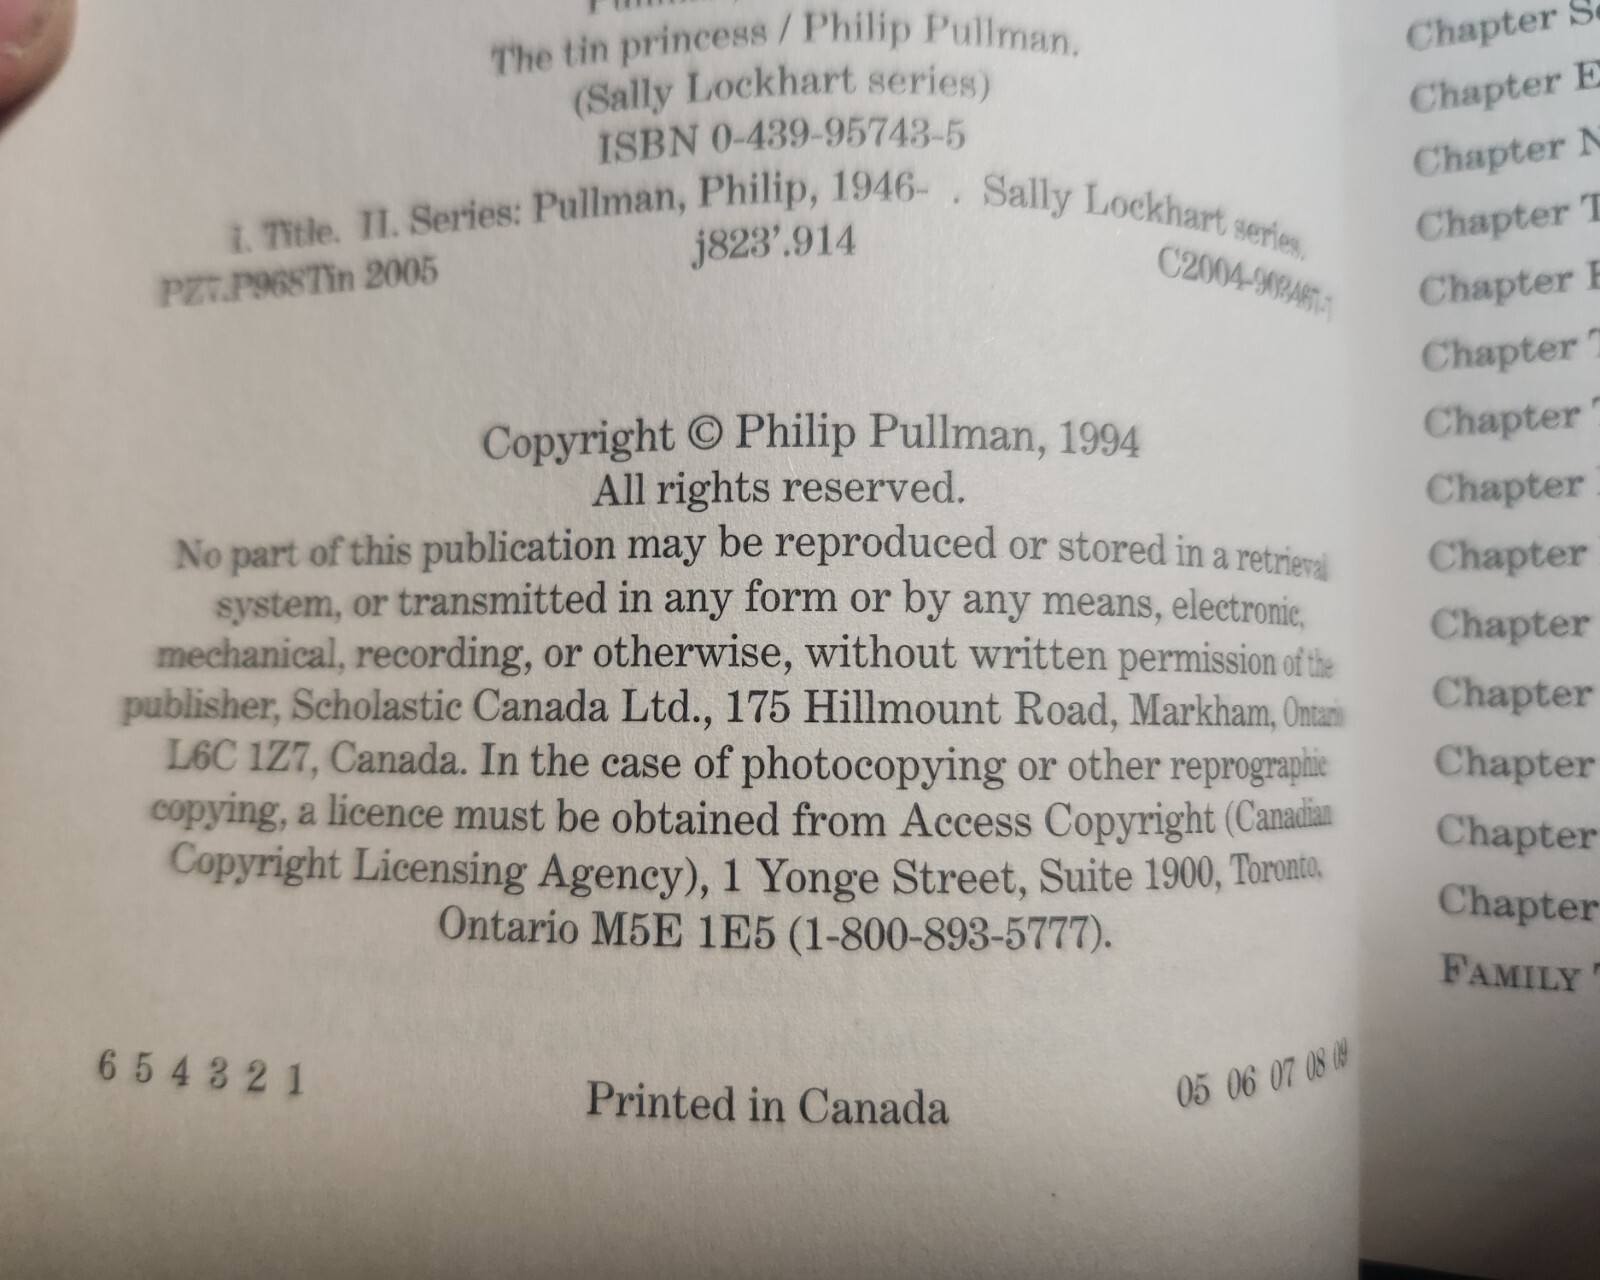 The tin princess / Philip Pullman.
(Sally Lockhart series)
ISBN 0-439-95743-5
I. Title. II. Series: Pullman, Philip, 1946- . Sally Lockhart series.
PZ7.P968Tin 2005 j823'.914
Copyright © Philip Pullman, 1994
All rights reserved.
No part of this publication may be reproduced or stored in a retrieval
system, or transmitted in any form or by any means, electronic,
mechanical, recording, or otherwise, without written permission of the
publisher, Scholastic Canada Ltd., 175 Hillmount Road, Markham, Ontario
L6C 1Z7, Canada. In the case of photocopying or other reprographic
copying, a licence must be obtained from Access Copyright (Canadian
Copyright Licensing Agency), 1 Yonge Street, Suite 1900, Toronto,
Ontario M5E 1E5 (1-800-893-5777).
6 5 4 3 2 1 Printed in Canada 05 06 07 08 09
Chapter
Chapter
Chapter
Chapter
Chapter
Chapter
Chapter
Chapter
Chapter
Chapter
Chapter
Chapter
Chapter
Chapter
FAMILY